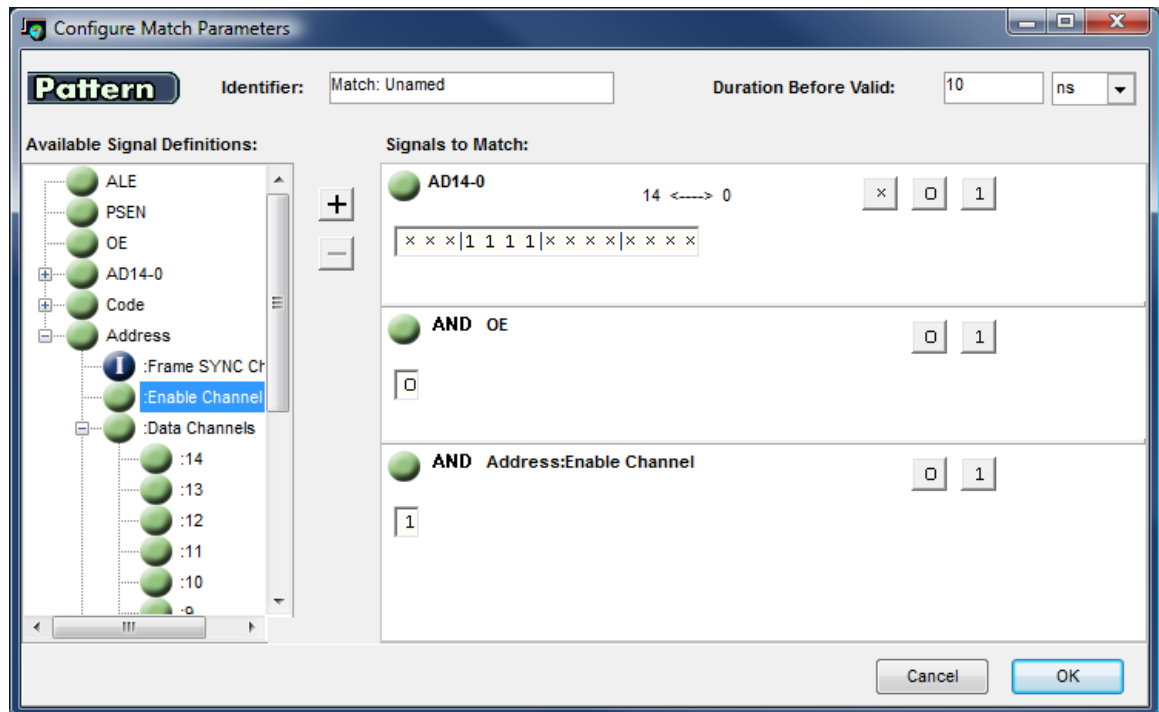 Configure Match Parameters
Pattern Identifier: Match: Unamed Duration Before Valid: 10 ns
Available Signal Definitions: Signals to Match:
ALE
PSEN
OE
AD14-0
Code
Address
I :Frame SYNC Ch
:Enable Channel
:Data Channels
:14
:13
:12
:11
:10
:9
AD14-0
14 <----> 0 × 0 1
× × ×|1 1 1 1|× × × ×|× × × ×
AND OE 0 1
0
AND Address:Enable Channel 0 1
1
Cancel OK